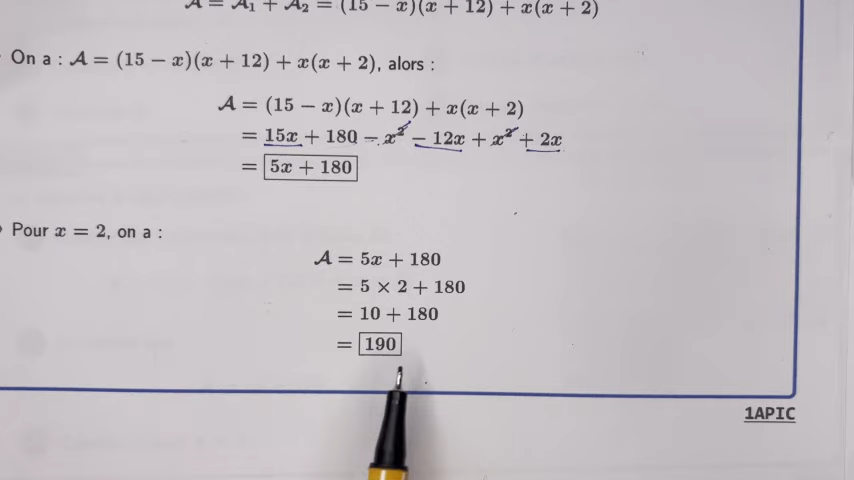 𝒜 = 𝒜₁ + 𝒜₂ = (15 − x)(x + 12) + x(x + 2)
On a : 𝒜 = (15 − x)(x + 12) + x(x + 2), alors :
𝒜 = (15 − x)(x + 12) + x(x + 2)
= 15x + 180 − x² − 12x + x² + 2x
= 5x + 180
Pour x = 2, on a :
𝒜 = 5x + 180
= 5 × 2 + 180
= 10 + 180
= 190
1APIC